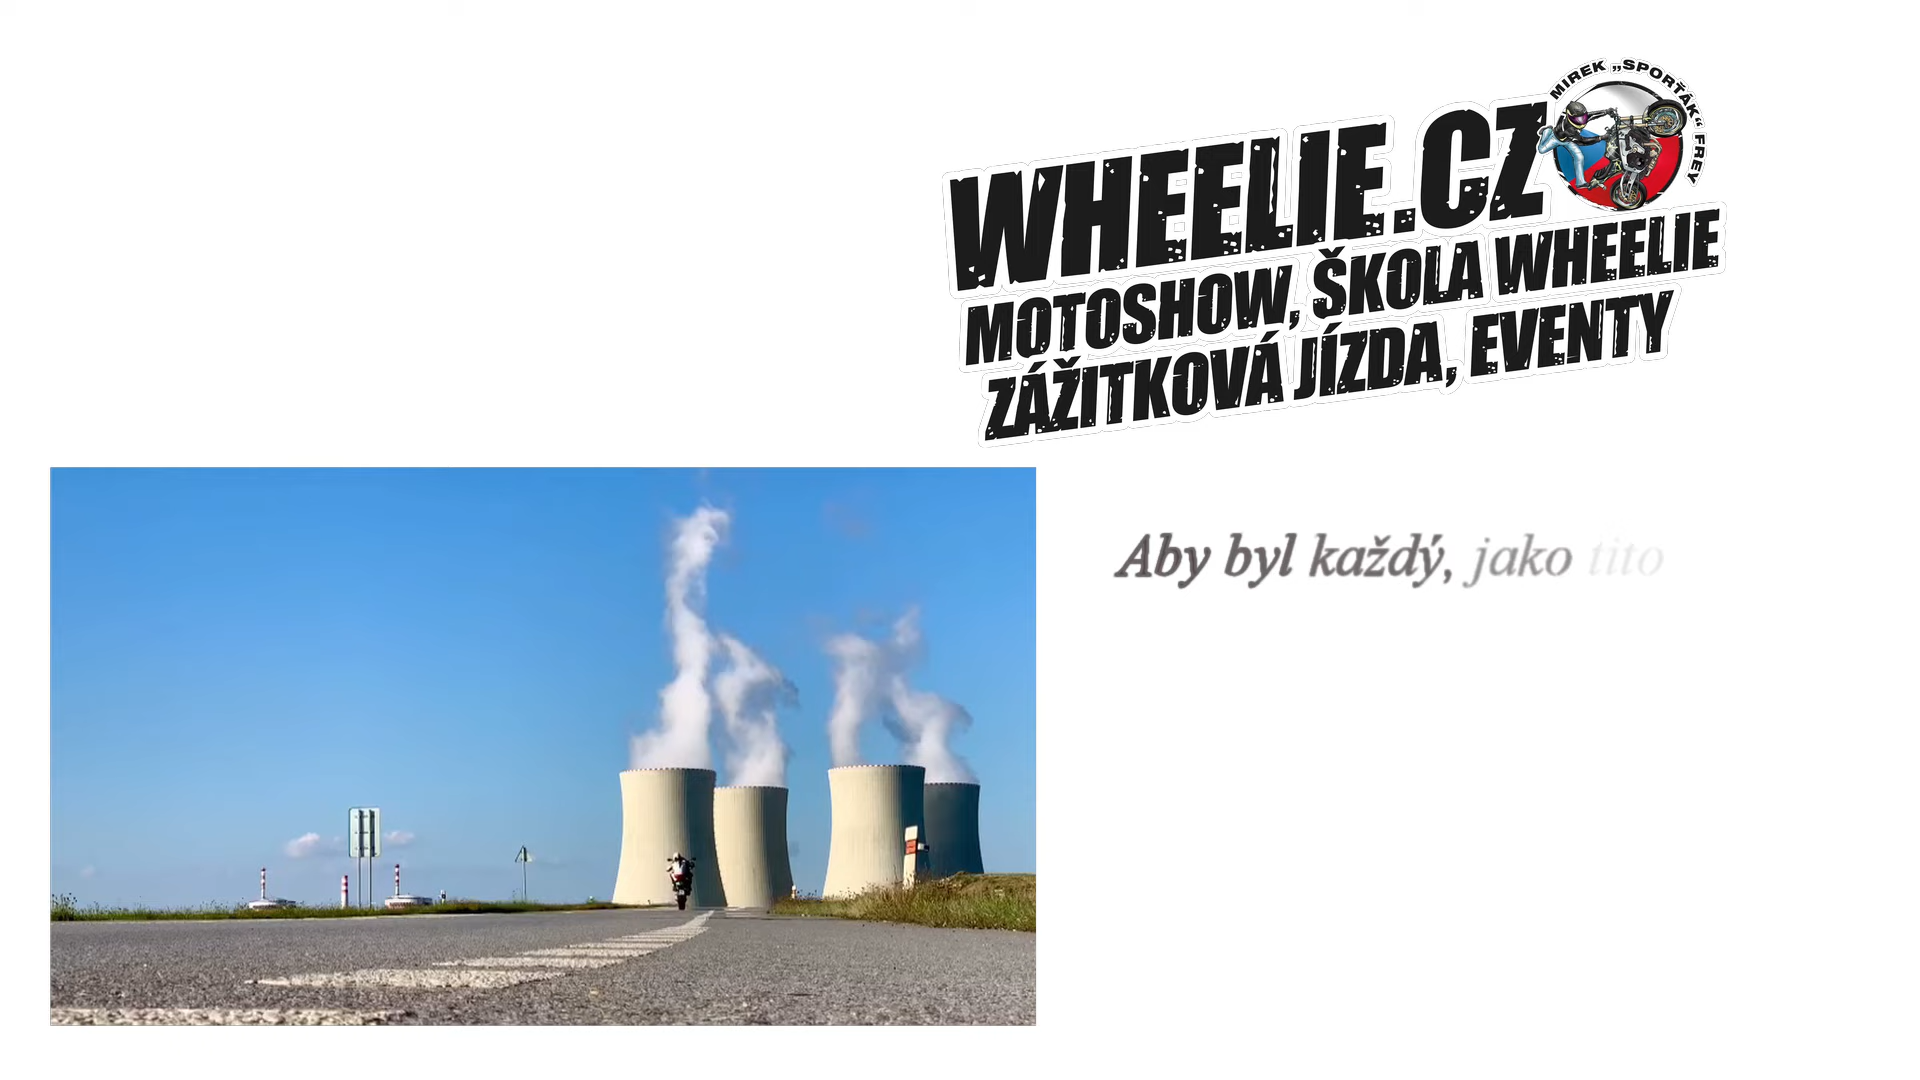 MIREK „SPORŤÁK“ FREY
WHEELIE.CZ
MOTOSHOW, ŠKOLA WHEELIE
ZÁŽITKOVÁ JÍZDA, EVENTY
Aby byl každý, jako tito